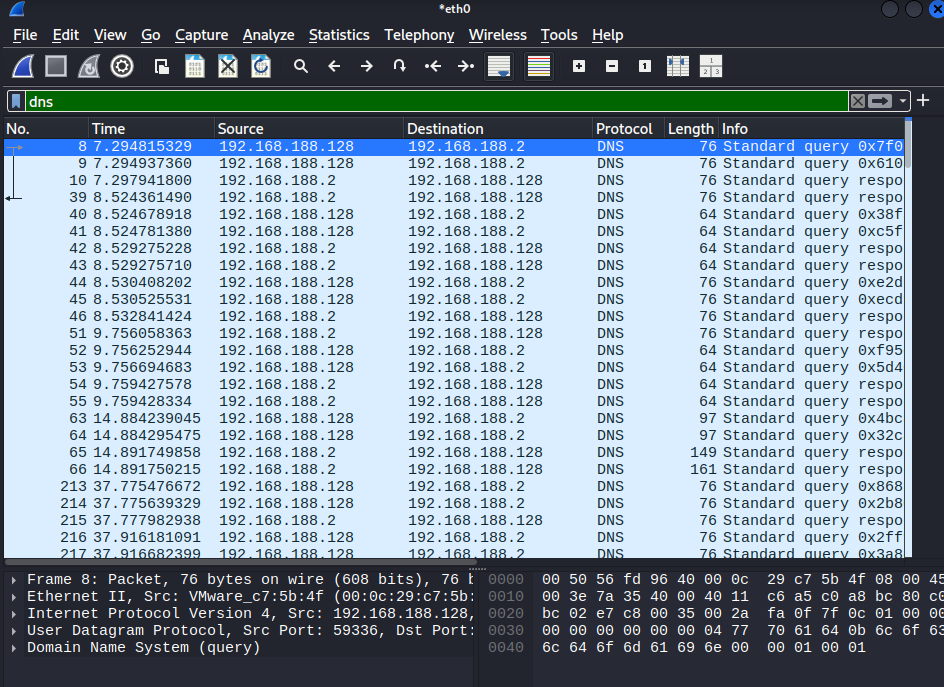 *eth0
File Edit View Go Capture Analyze Statistics Telephony Wireless Tools Help
dns
No. Time Source Destination Protocol Length Info
8 7.294815329 192.168.188.128 192.168.188.2 DNS 76 Standard query 0x7f0
9 7.294937360 192.168.188.128 192.168.188.2 DNS 76 Standard query 0x610
10 7.297941800 192.168.188.2 192.168.188.128 DNS 76 Standard query respo
39 8.524361490 192.168.188.2 192.168.188.128 DNS 76 Standard query respo
40 8.524678918 192.168.188.128 192.168.188.2 DNS 64 Standard query 0x38f
41 8.524781380 192.168.188.128 192.168.188.2 DNS 64 Standard query 0xc5f
42 8.529275228 192.168.188.2 192.168.188.128 DNS 64 Standard query respo
43 8.529275710 192.168.188.2 192.168.188.128 DNS 64 Standard query respo
44 8.530408202 192.168.188.128 192.168.188.2 DNS 76 Standard query 0xe2d
45 8.530525531 192.168.188.128 192.168.188.2 DNS 76 Standard query 0xecd
46 8.532841424 192.168.188.2 192.168.188.128 DNS 76 Standard query respo
51 9.756058363 192.168.188.2 192.168.188.128 DNS 76 Standard query respo
52 9.756252944 192.168.188.128 192.168.188.2 DNS 64 Standard query 0xf95
53 9.756694683 192.168.188.128 192.168.188.2 DNS 64 Standard query 0x5d4
54 9.759427578 192.168.188.2 192.168.188.128 DNS 64 Standard query respo
55 9.759428334 192.168.188.2 192.168.188.128 DNS 64 Standard query respo
63 14.884239045 192.168.188.128 192.168.188.2 DNS 97 Standard query 0x4bc
64 14.884295475 192.168.188.128 192.168.188.2 DNS 97 Standard query 0x32c
65 14.891749858 192.168.188.2 192.168.188.128 DNS 149 Standard query respo
66 14.891750215 192.168.188.2 192.168.188.128 DNS 161 Standard query respo
213 37.775476672 192.168.188.128 192.168.188.2 DNS 76 Standard query 0x868
214 37.775639329 192.168.188.128 192.168.188.2 DNS 76 Standard query 0x2b8
215 37.777982938 192.168.188.2 192.168.188.128 DNS 76 Standard query respo
216 37.916181091 192.168.188.128 192.168.188.2 DNS 76 Standard query 0x2ff
217 37.916682399 192.168.188.128 192.168.188.2 DNS 76 Standard query 0x3a8
Frame 8: Packet, 76 bytes on wire (608 bits), 76 b
Ethernet II, Src: VMware_c7:5b:4f (00:0c:29:c7:5b:
Internet Protocol Version 4, Src: 192.168.188.128,
User Datagram Protocol, Src Port: 59336, Dst Port:
Domain Name System (query)
0000 00 50 56 fd 96 40 00 0c 29 c7 5b 4f 08 00 45
0010 00 3e 7a 35 40 00 40 11 c6 a5 c0 a8 bc 80 c0
0020 bc 02 e7 c8 00 35 00 2a fa 0f 7f 0c 01 00 00
0030 00 00 00 00 00 00 04 77 70 61 64 0b 6c 6f 63
0040 6c 64 6f 6d 61 69 6e 00 00 01 00 01